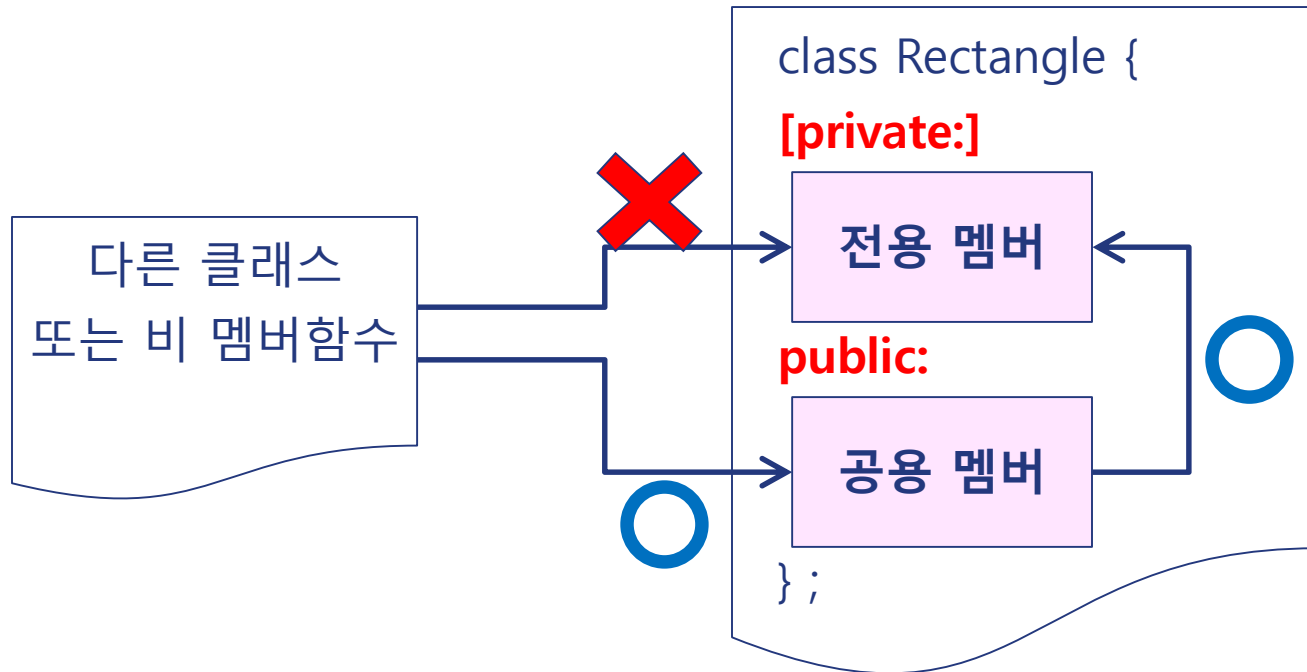 class Rectangle {
[private:]
전용 멤버
다른 클래스
또는 비 멤버함수
public:
공용 멤버
} ;